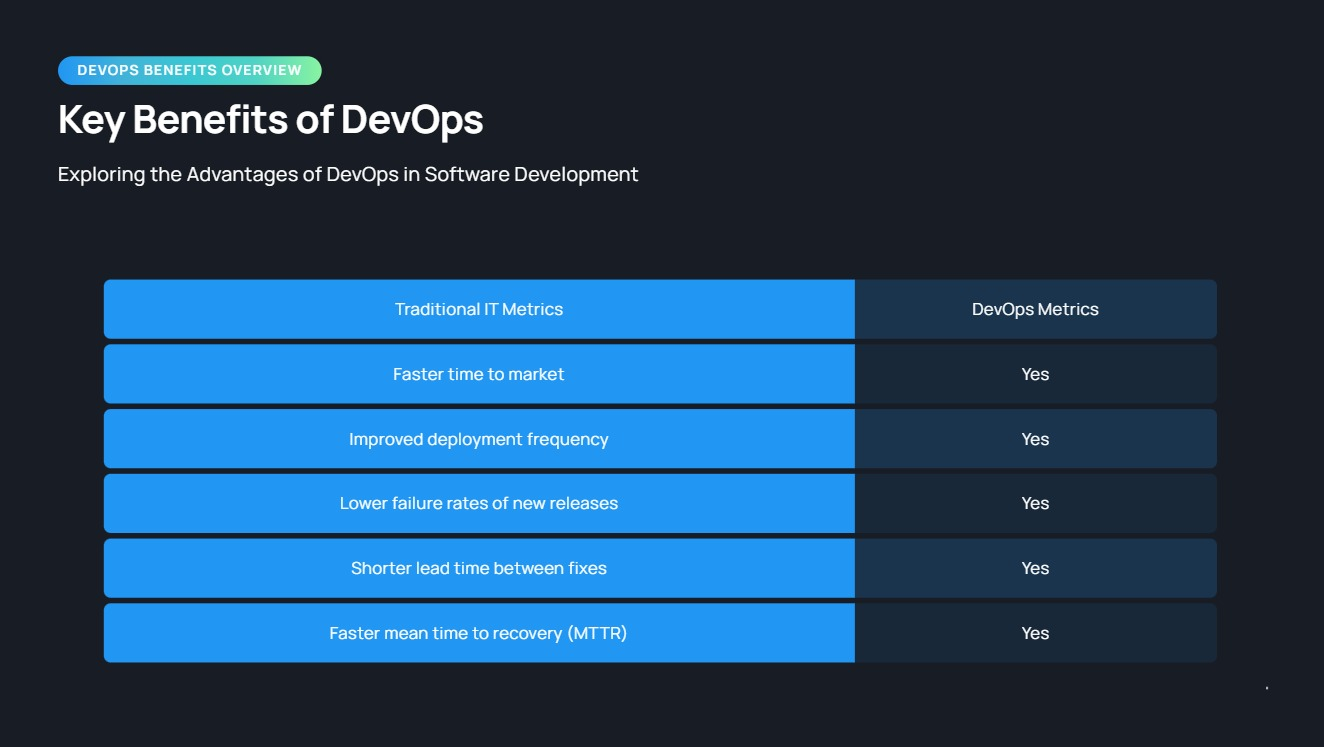 DEVOPS BENEFITS OVERVIEW
Key Benefits of DevOps
Exploring the Advantages of DevOps in Software Development
Traditional IT Metrics DevOps Metrics
Faster time to market Yes
Improved deployment frequency Yes
Lower failure rates of new releases Yes
Shorter lead time between fixes Yes
Faster mean time to recovery (MTTR) Yes